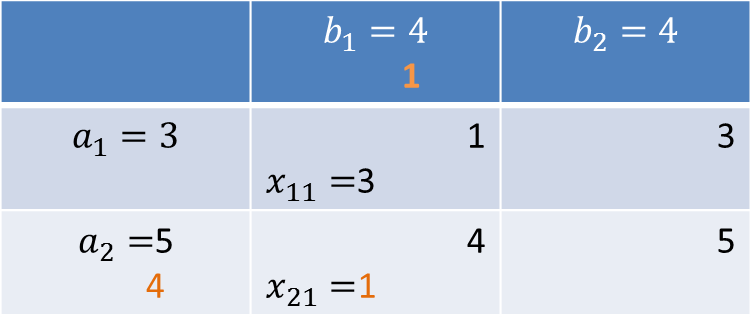 b₁ = 4 b₂ = 4
1
a₁ = 3 1 3
x₁₁ =3
a₂ =5 4 5
4 x₂₁ =1